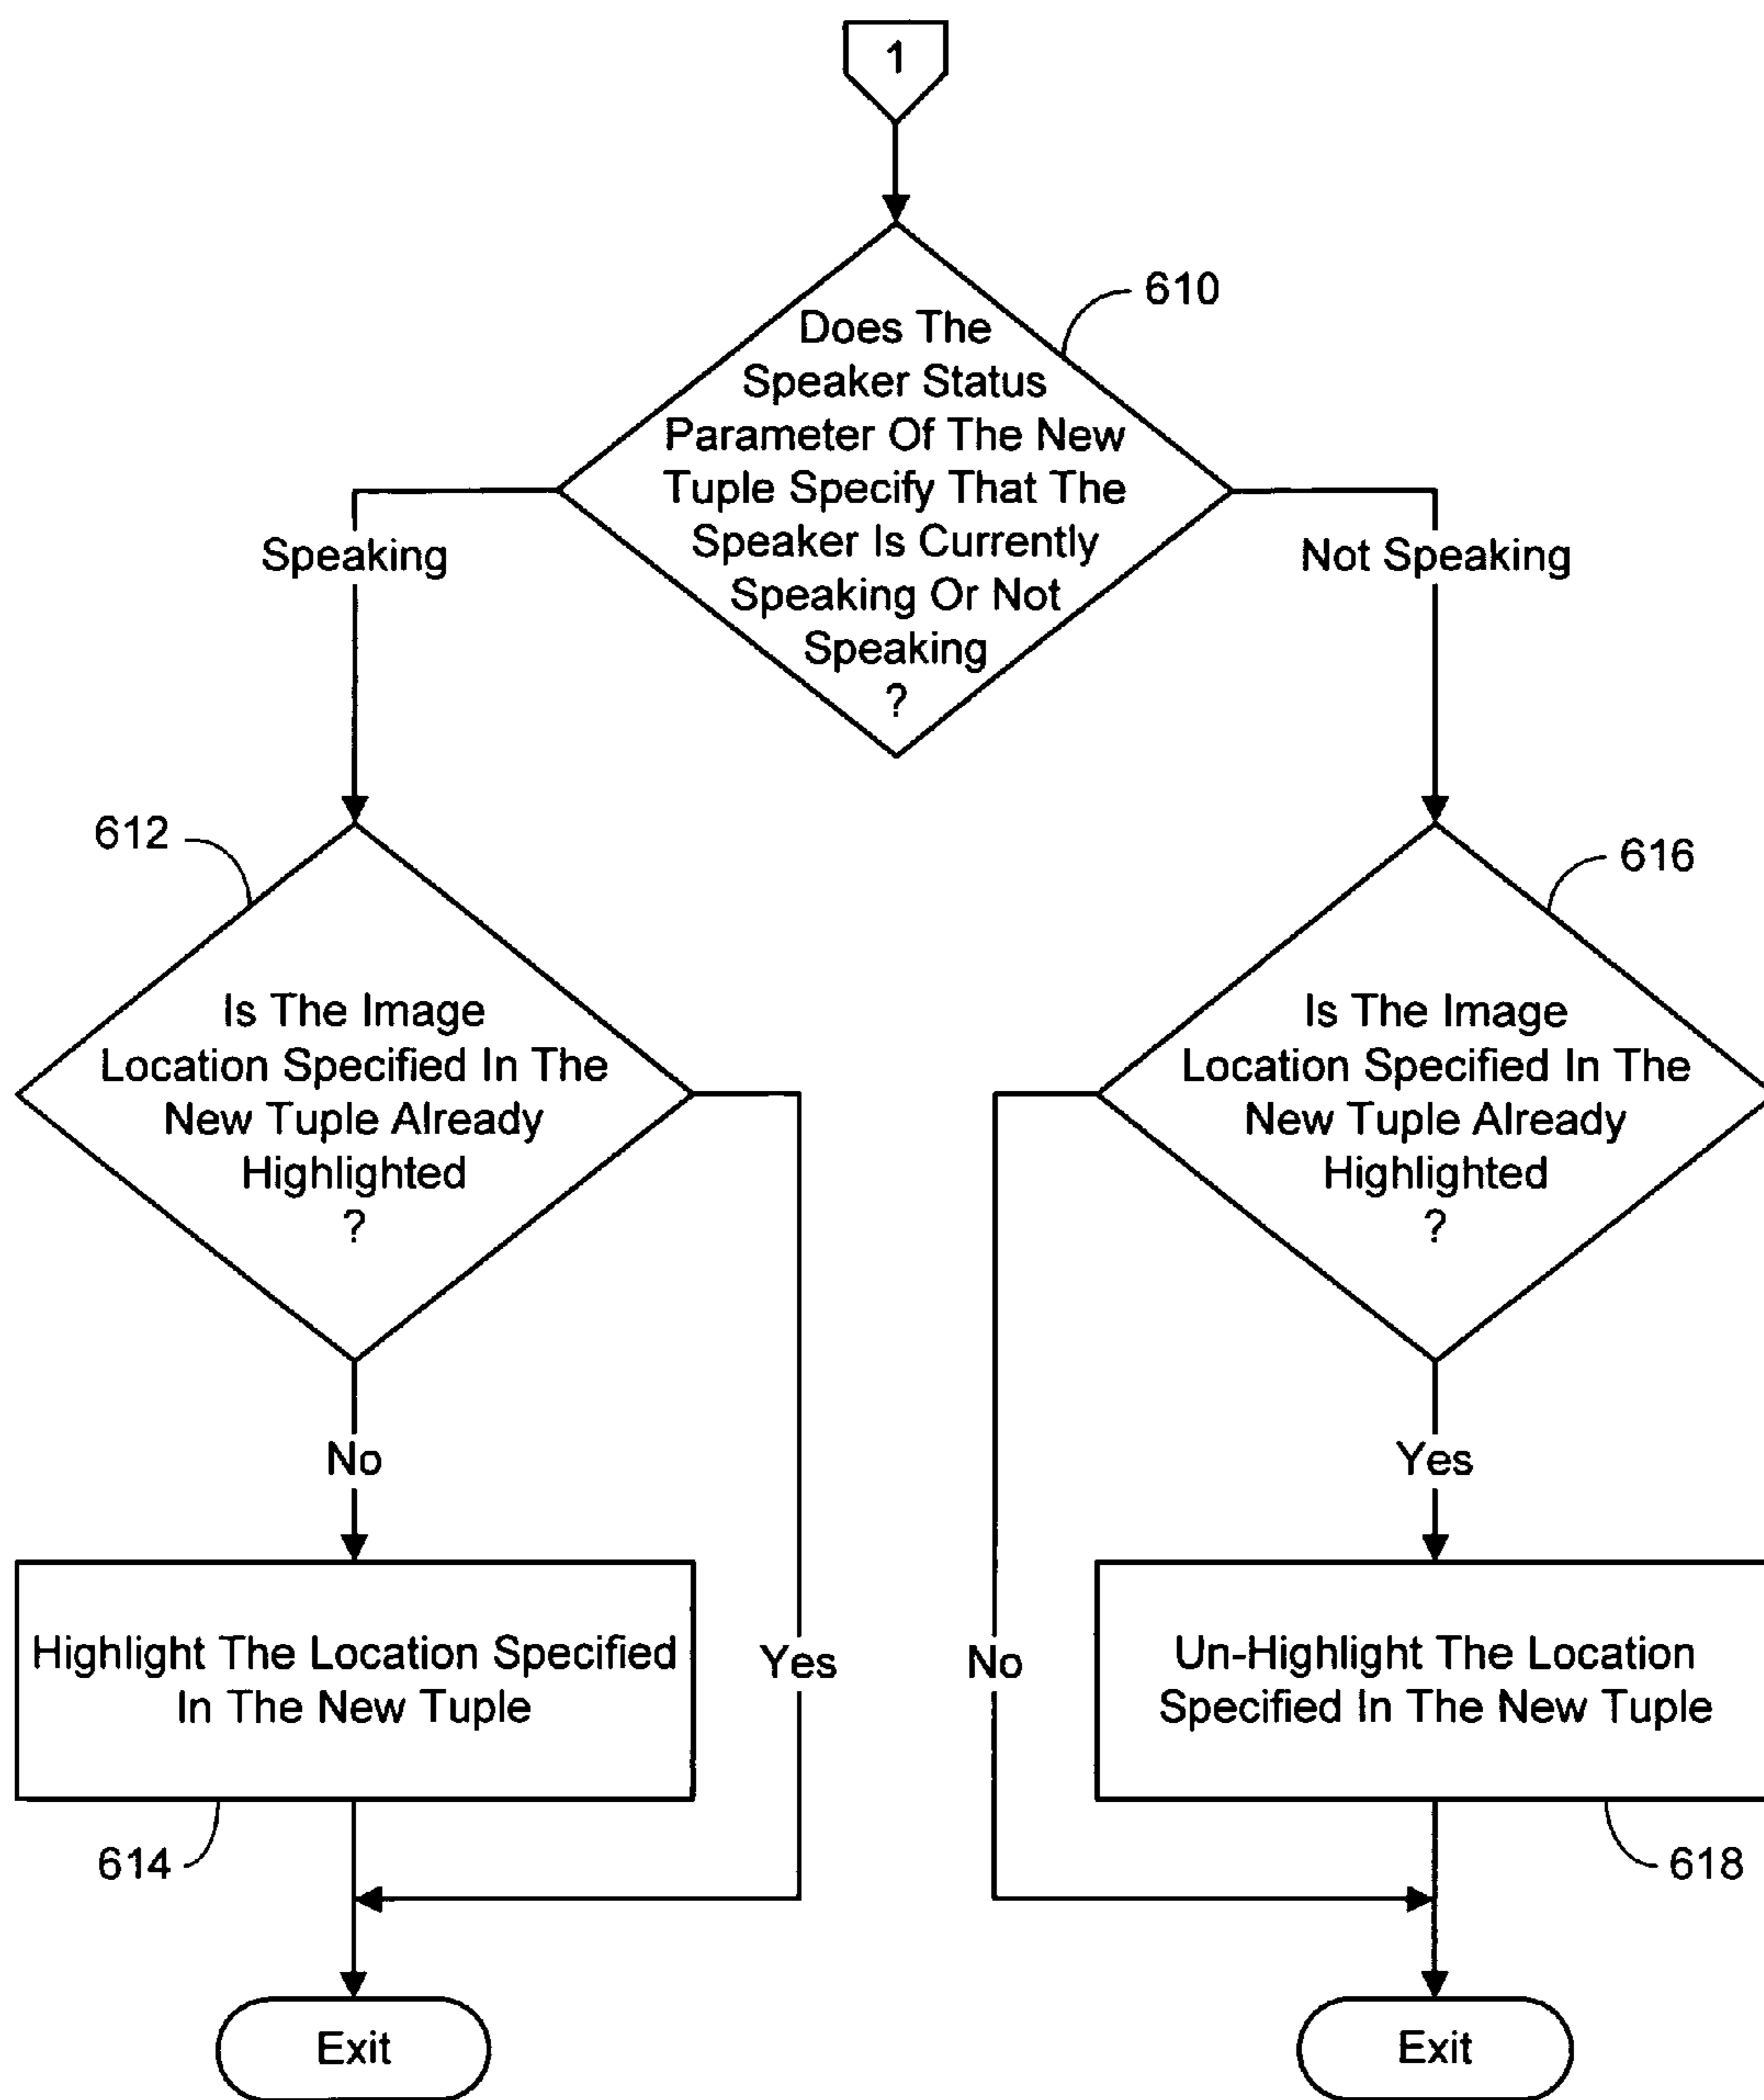 1
610
Does The
Speaker Status
Parameter Of The New
Tuple Specify That The
Speaker Is Currently
Speaking Or Not
Speaking
?
Speaking
Not Speaking
612
Is The Image
Location Specified In The
New Tuple Already
Highlighted
?
616
Is The Image
Location Specified In The
New Tuple Already
Highlighted
?
No
Yes
Highlight The Location Specified
In The New Tuple
Yes
No
Un-Highlight The Location
Specified In The New Tuple
614
618
Exit
Exit